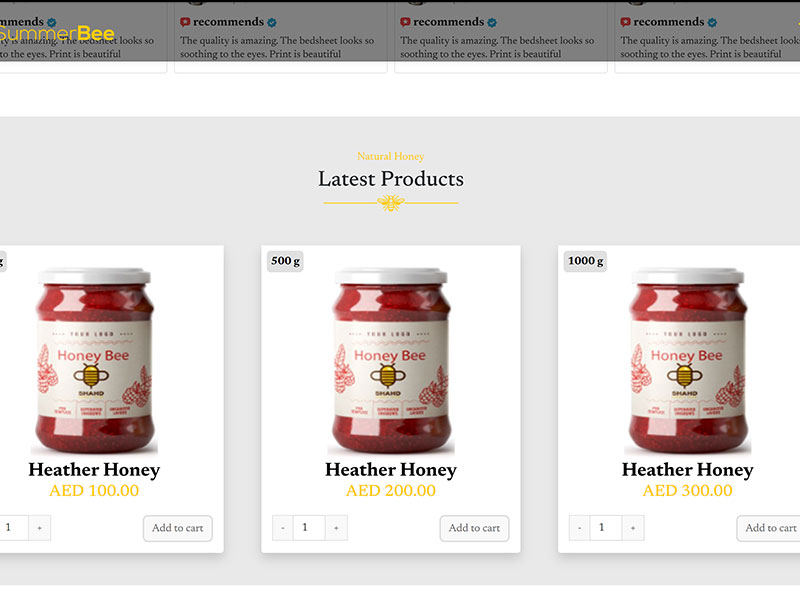 mmends
recommends
recommends
recommends
SummerBee
ty is amazing. The bedsheet looks so
soothing to the eyes. Print is beautiful
The quality is amazing. The bedsheet looks so
soothing to the eyes. Print is beautiful
The quality is amazing. The bedsheet looks so
soothing to the eyes. Print is beautiful
The quality is amazing. The bedsheet looks
soothing to the eyes. Print is beautiful
Natural Honey
Latest Products
g
YOUR LOGO
Honey Bee
SHAHD
Heather Honey
AED 100.00
1 +
Add to cart
500 g
YOUR LOGO
Honey Bee
SHAHD
Heather Honey
AED 200.00
- 1 +
Add to cart
1000 g
YOUR LOGO
Honey Bee
SHAHD
Heather Honey
AED 300.00
- 1 +
Add to cart